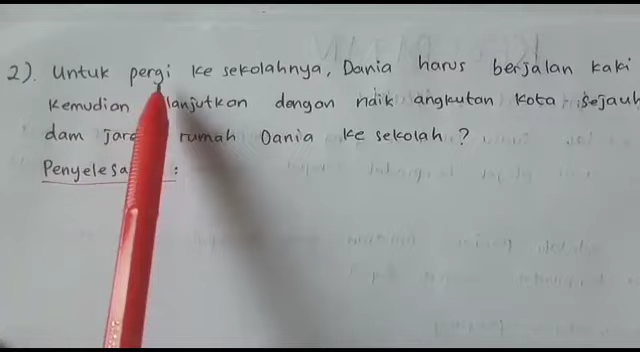 2). Untuk pergi ke sekolahnya, Dania harus berjalan kaki
kemudian lanjutkan dengan naik angkutan kota sejauh
dam rumah Dania ke sekolah?
Penyelesa :